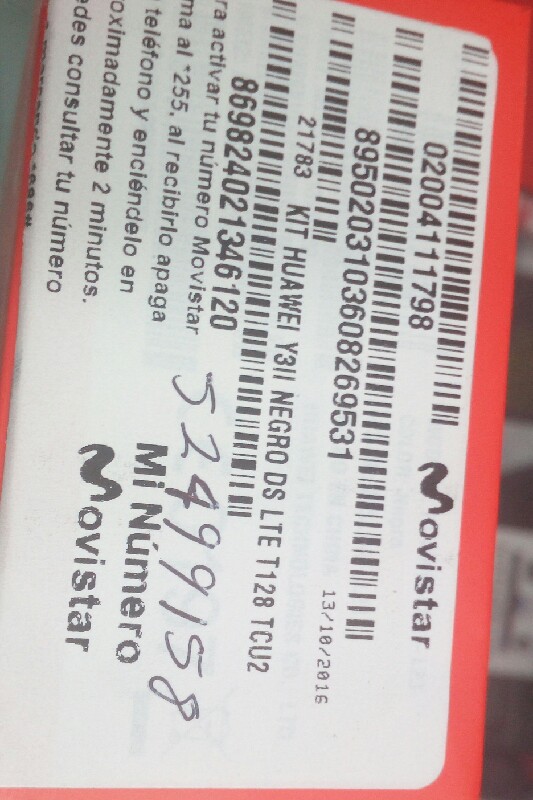 02004111798
Movistar
8950203103608269531
13/10/2016
21783 KIT HUAWEI Y3II NEGRO DS LTE T128 TCU2
869824021346120
ra activar tu número Movistar
ma al *255, al recibirlo apaga
teléfono y enciéndelo en
roximadamente 2 minutos.
edes consultar tu número
52499158
Mi Número
Movistar